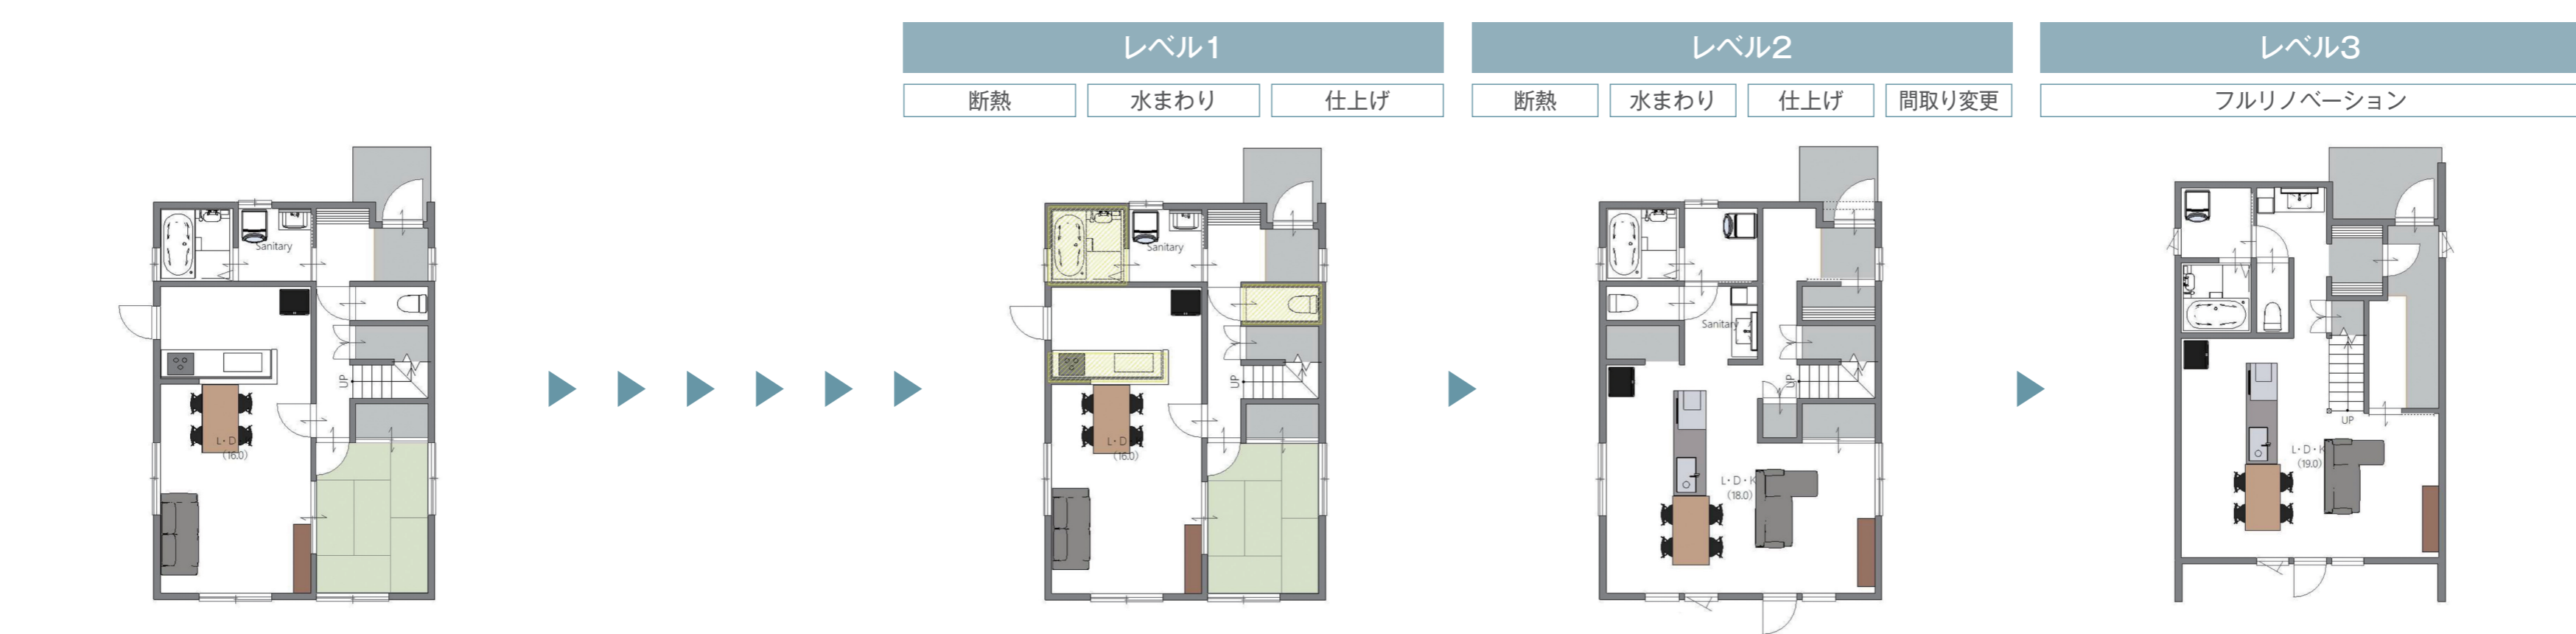 レベル1
レベル2
レベル3
断熱
水まわり
仕上げ
断熱
水まわり
仕上げ
間取り変更
フルリノベーション
Sanitary
UP
L・D
(16.0)
Sanitary
UP
L・D
(16.0)
Sanitary
UP
L・D・K
(18.0)
UP
L・D・K
(19.0)